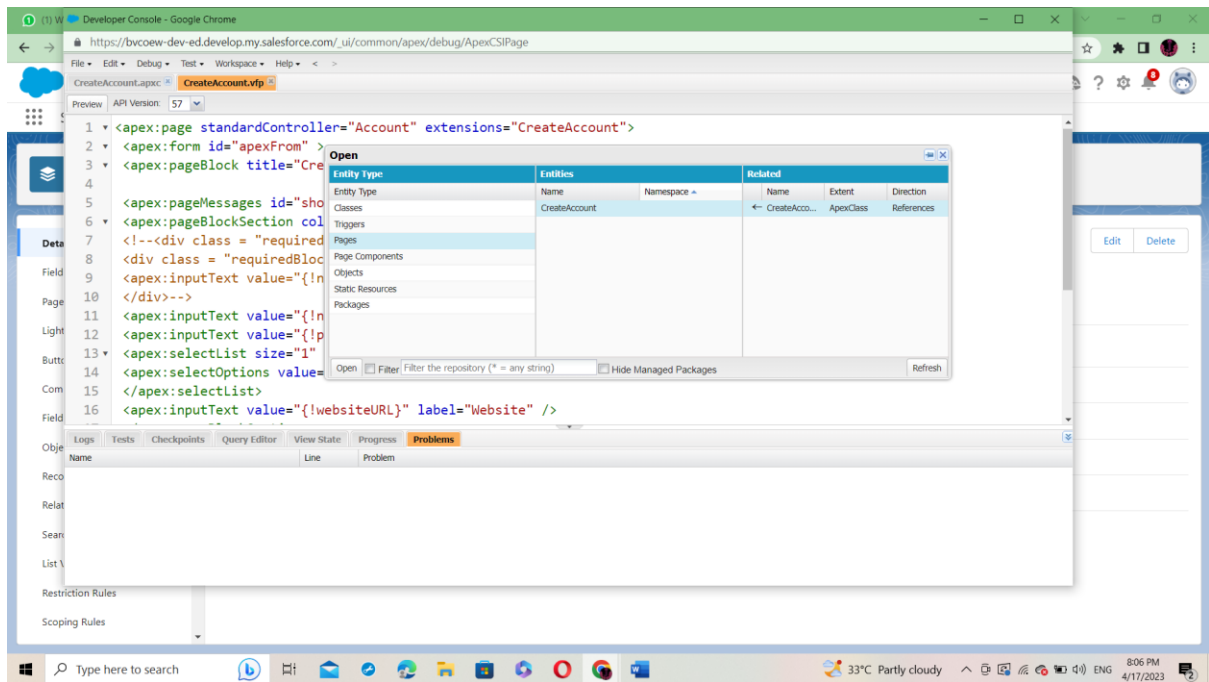 (1) W
Developer Console - Google Chrome
https://bvcoew-dev-ed.develop.my.salesforce.com/_ui/common/apex/debug/ApexCSIPage
File Edit Debug Test Workspace Help < >
CreateAccount.apxc CreateAccount.vfp
Preview API Version: 57
1 <apex:page standardController="Account" extensions="CreateAccount">
2 <apex:form id="apexFrom" >
3 <apex:pageBlock title="Cre
4
5 <apex:pageMessages id="sho
6 <apex:pageBlockSection col
7 <!--<div class = "required
8 <div class = "requiredBloc
9 <apex:inputText value="{!n
10 </div>-->
11 <apex:inputText value="{!n
12 <apex:inputText value="{!p
13 <apex:selectList size="1"
14 <apex:selectOptions value=
15 </apex:selectList>
16 <apex:inputText value="{!websiteURL}" label="Website" />
Open
Entity Type Entities Related
Entity Type Name Namespace Name Extent Direction
Classes CreateAccount ← CreateAcco... ApexClass References
Triggers
Pages
Page Components
Objects
Static Resources
Packages
Open Filter Filter the repository (* = any string) Hide Managed Packages Refresh
Logs Tests Checkpoints Query Editor View State Progress Problems
Name Line Problem
Deta
Field
Page
Light
Butto
Com
Field
Obje
Reco
Relat
Searc
List V
Restriction Rules
Scoping Rules
Edit Delete
Type here to search
33°C Partly cloudy ENG 8:06 PM
4/17/2023
2